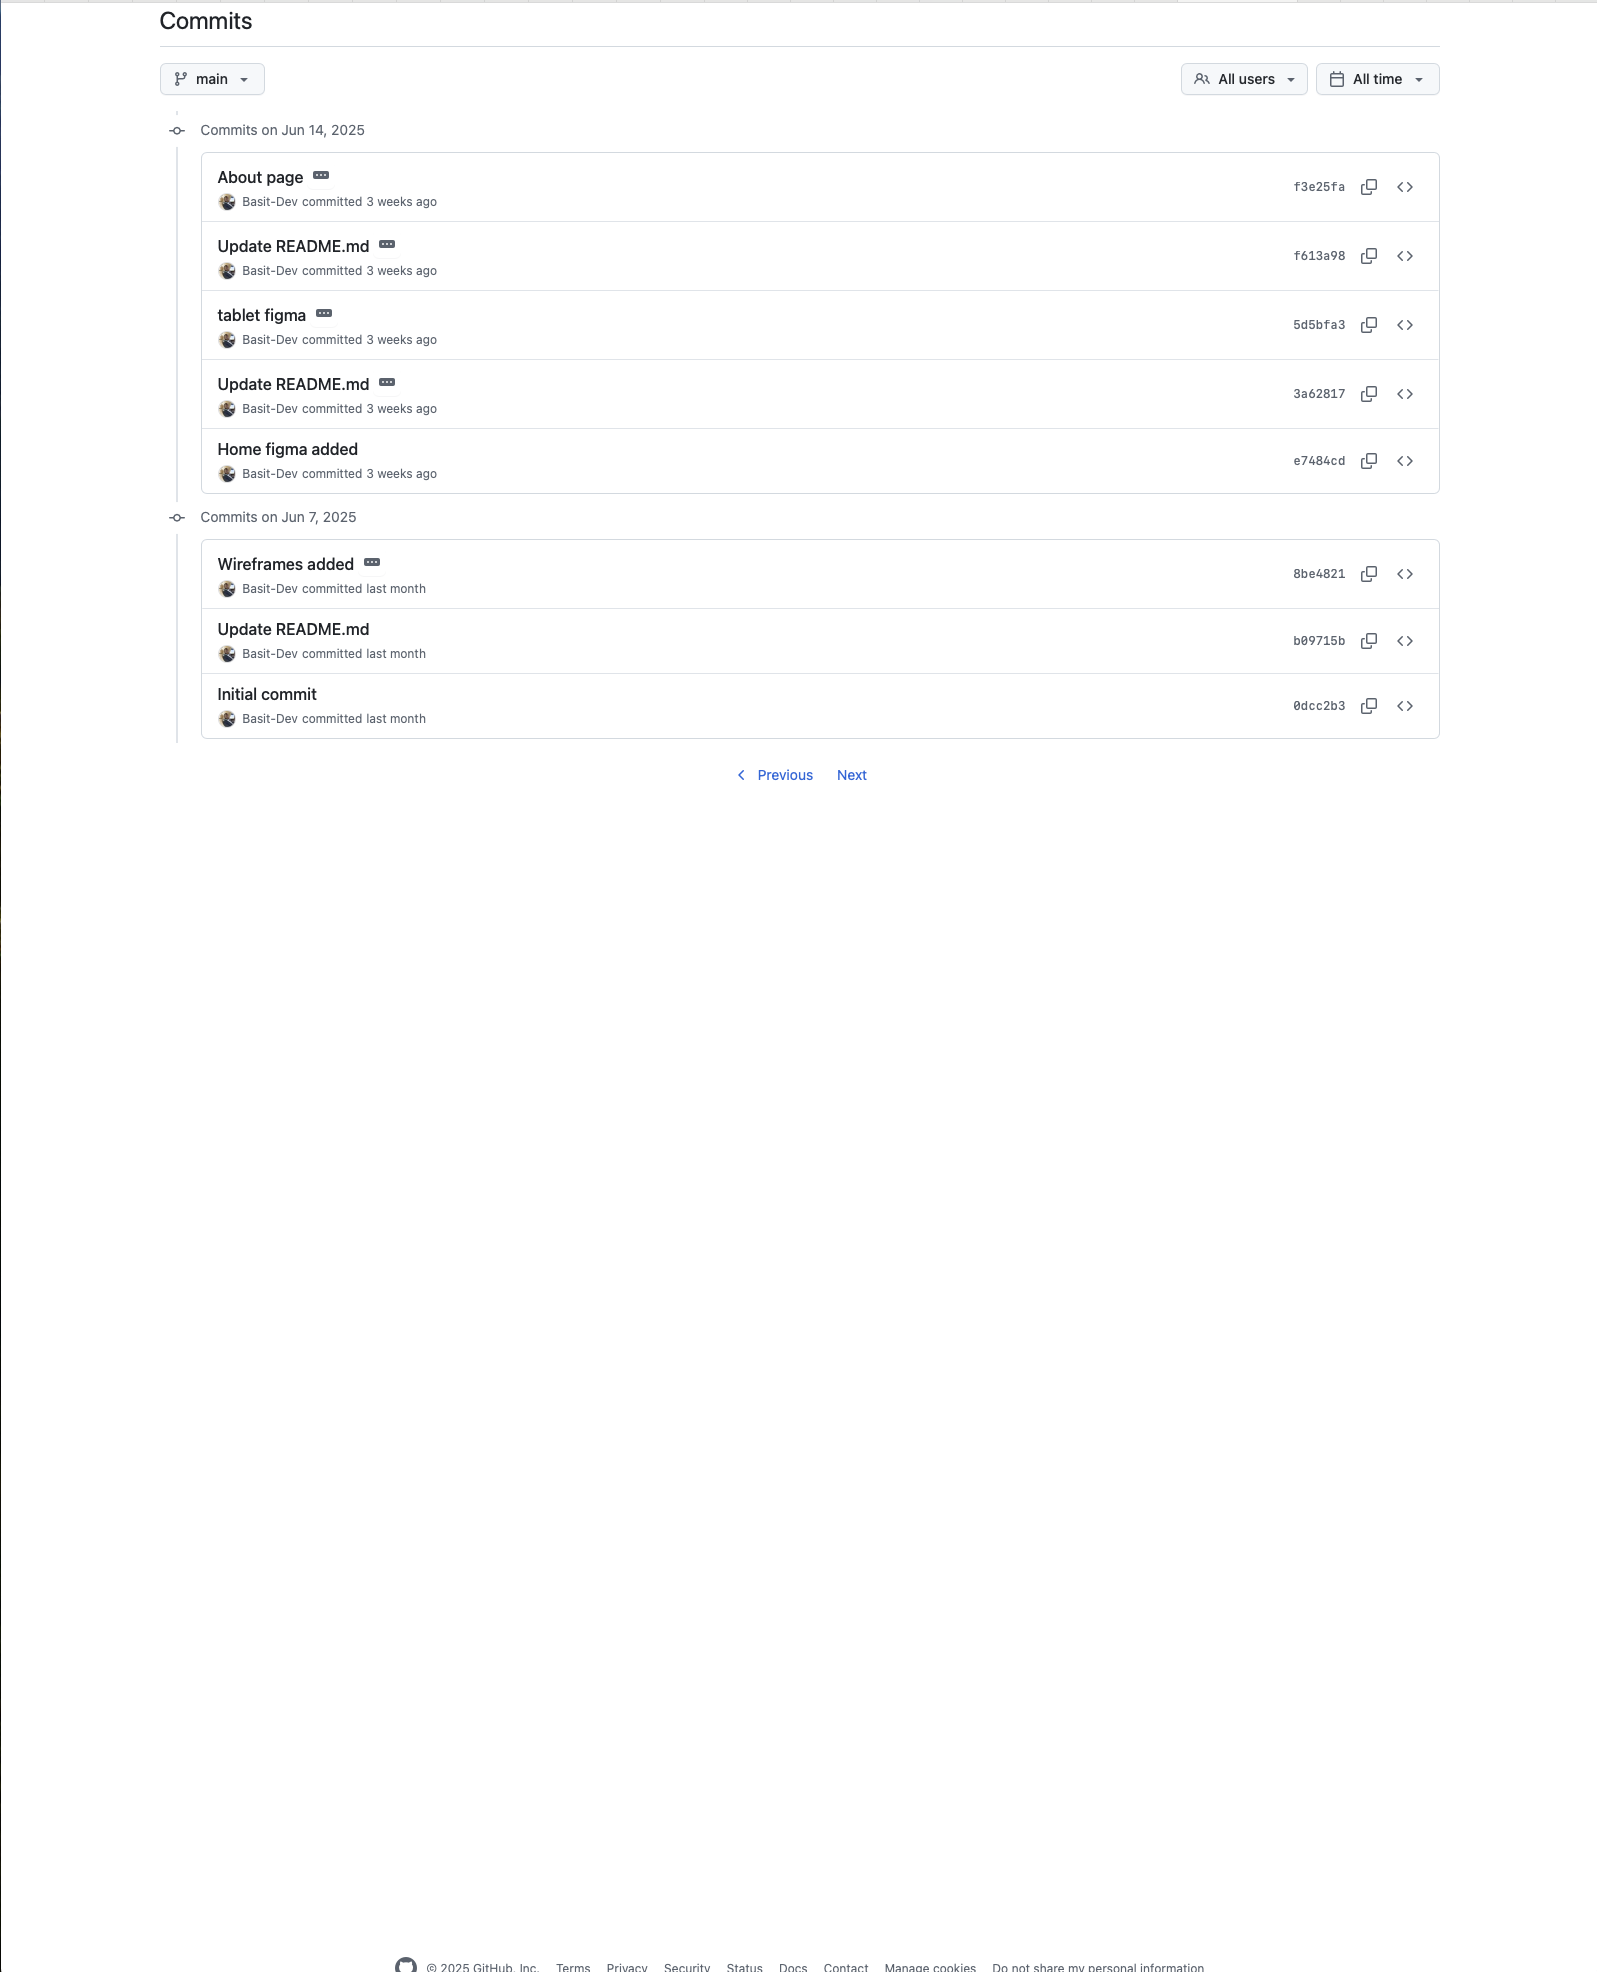 Commits
main
All users
All time
Commits on Jun 14, 2025
About page
Basit-Dev committed 3 weeks ago
f3e25fa
Update README.md
Basit-Dev committed 3 weeks ago
f613a98
tablet figma
Basit-Dev committed 3 weeks ago
5d5bfa3
Update README.md
Basit-Dev committed 3 weeks ago
3a62817
Home figma added
Basit-Dev committed 3 weeks ago
e7484cd
Commits on Jun 7, 2025
Wireframes added
Basit-Dev committed last month
8be4821
Update README.md
Basit-Dev committed last month
b09715b
Initial commit
Basit-Dev committed last month
0dcc2b3
Previous Next
© 2025 GitHub, Inc. Terms Privacy Security Status Docs Contact Manage cookies Do not share my personal information